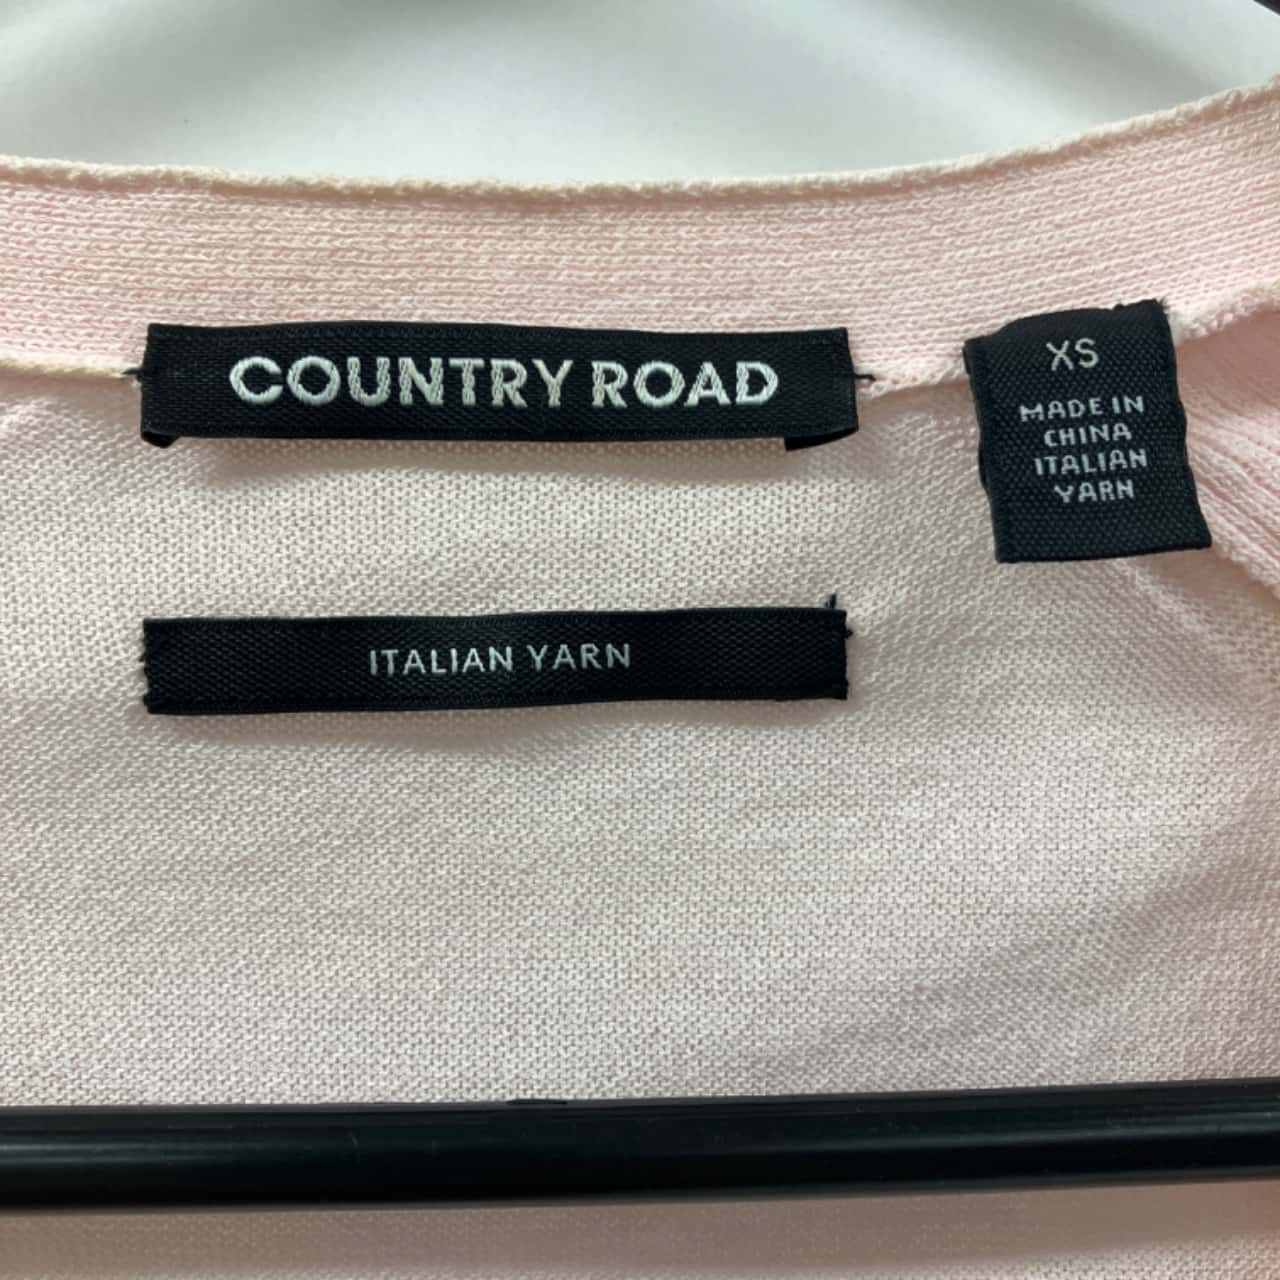 COUNTRY ROAD
XS
MADE IN
CHINA
ITALIAN
YARN
ITALIAN YARN